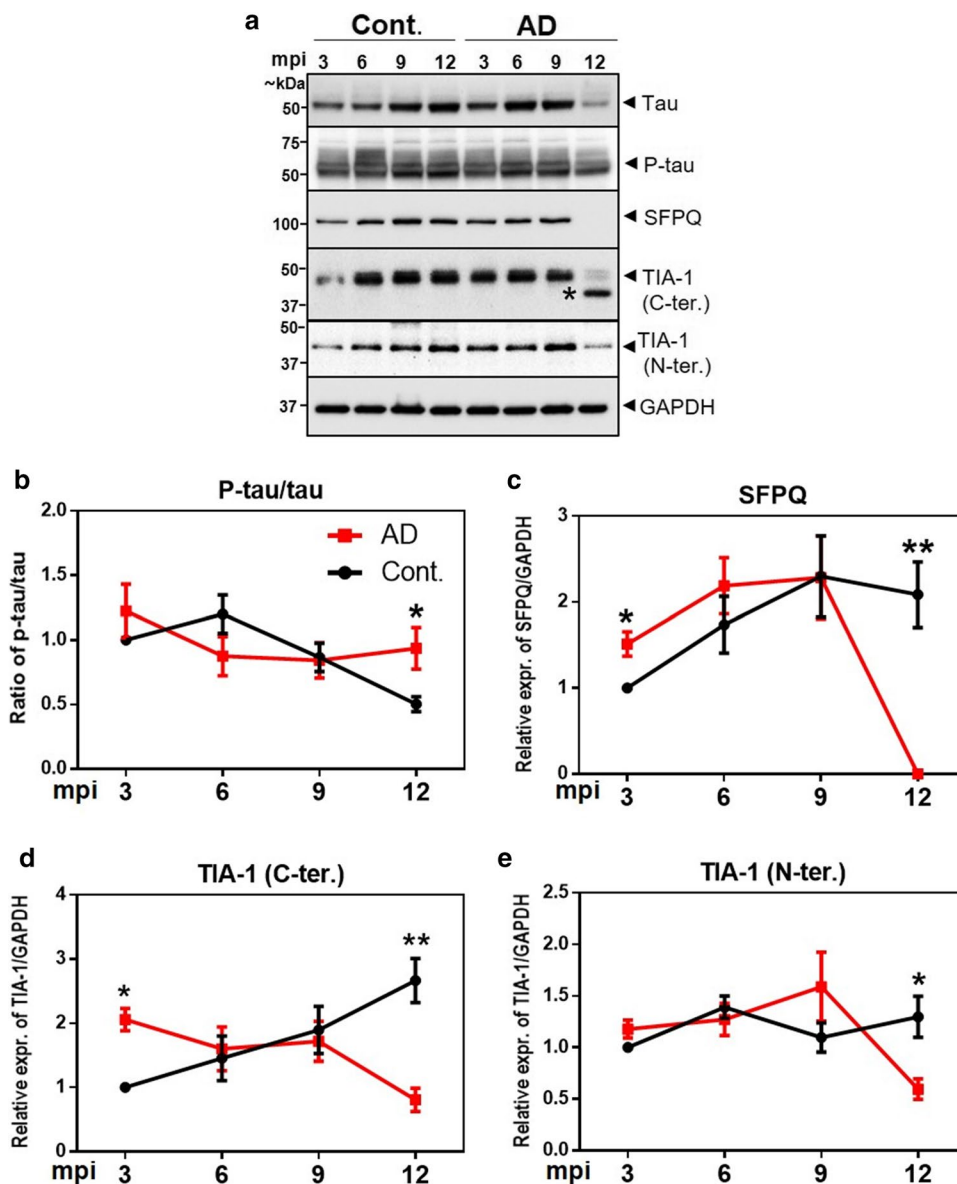 a
Cont. AD
mpi 3 6 9 12 3 6 9 12
~kDa
50 Tau
75
50 P-tau
100 SFPQ
50 TIA-1
* (C-ter.)
37
50
TIA-1
37 (N-ter.)
37 GAPDH
b
P-tau/tau
Ratio of p-tau/tau
2.0
1.5
1.0
0.5
0.0
AD
Cont.
*
mpi 3 6 9 12
c
SFPQ
Relative expr. of SFPQ/GAPDH
3
2
1
0
*
**
mpi 3 6 9 12
d
TIA-1 (C-ter.)
Relative expr. of TIA-1/GAPDH
4
3
2
1
0
*
**
mpi 3 6 9 12
e
TIA-1 (N-ter.)
Relative expr. of TIA-1/GAPDH
2.5
2.0
1.5
1.0
0.5
0.0
*
mpi 3 6 9 12